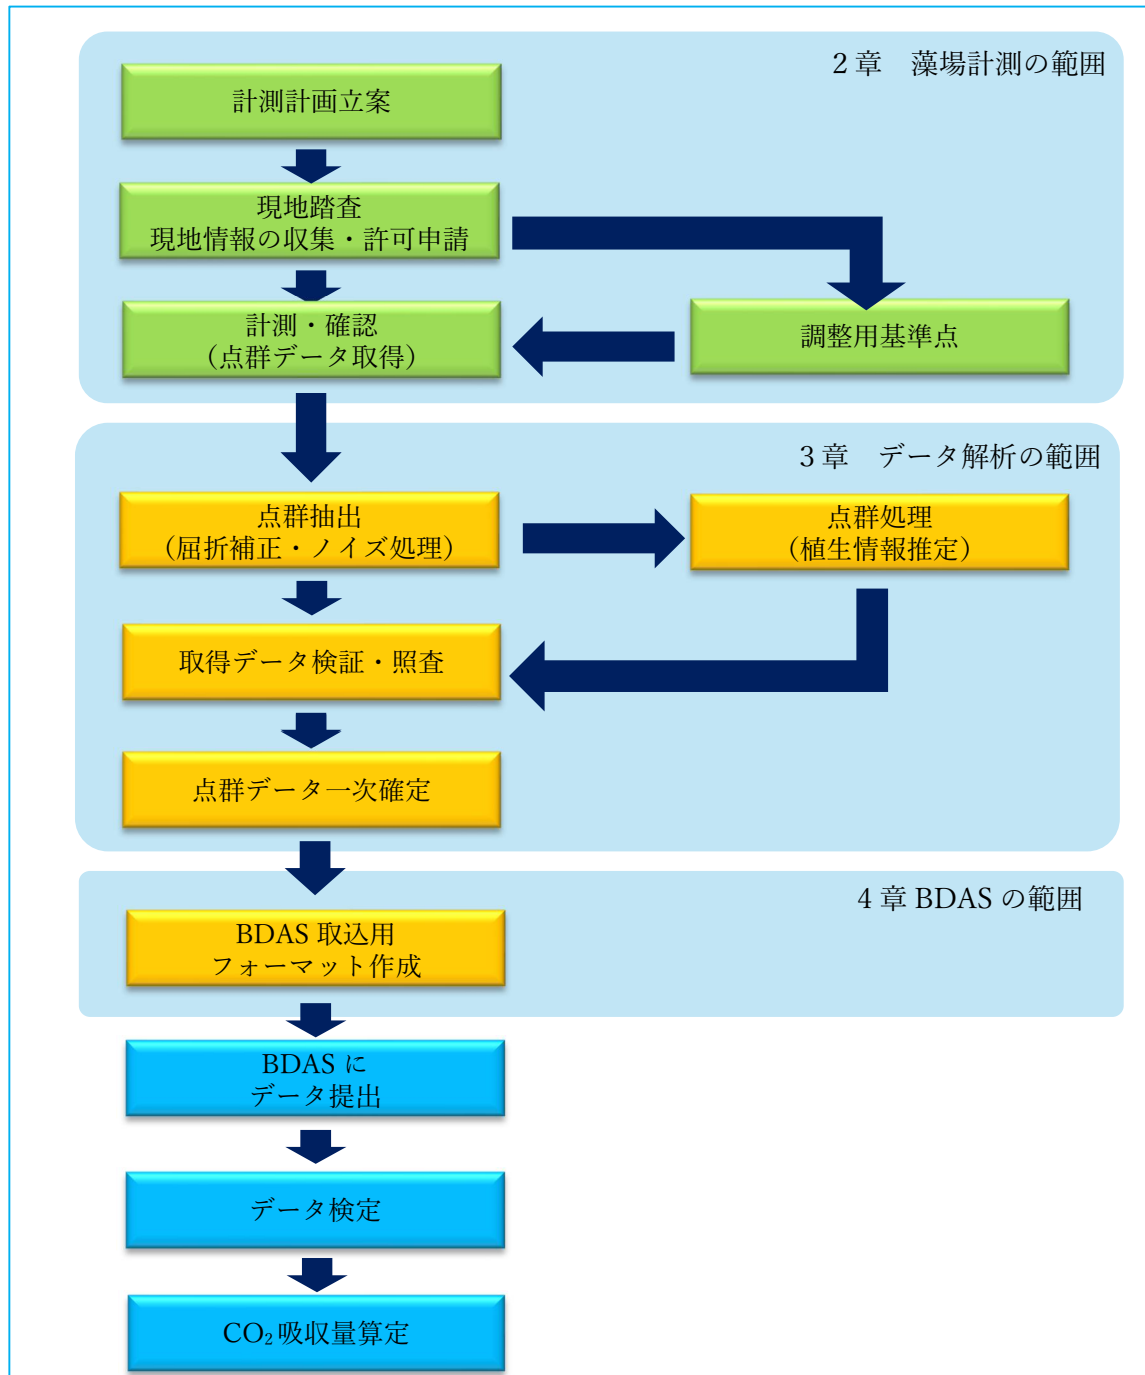 2章 藻場計測の範囲
計測計画立案
現地踏査
現地情報の収集・許可申請
計測・確認
（点群データ取得）
調整用基準点
3章 データ解析の範囲
点群抽出
（屈折補正・ノイズ処理）
点群処理
（植生情報推定）
取得データ検証・照査
点群データ一次確定
4章 BDAS の範囲
BDAS 取込用
フォーマット作成
BDAS に
データ提出
データ検定
CO₂吸収量算定